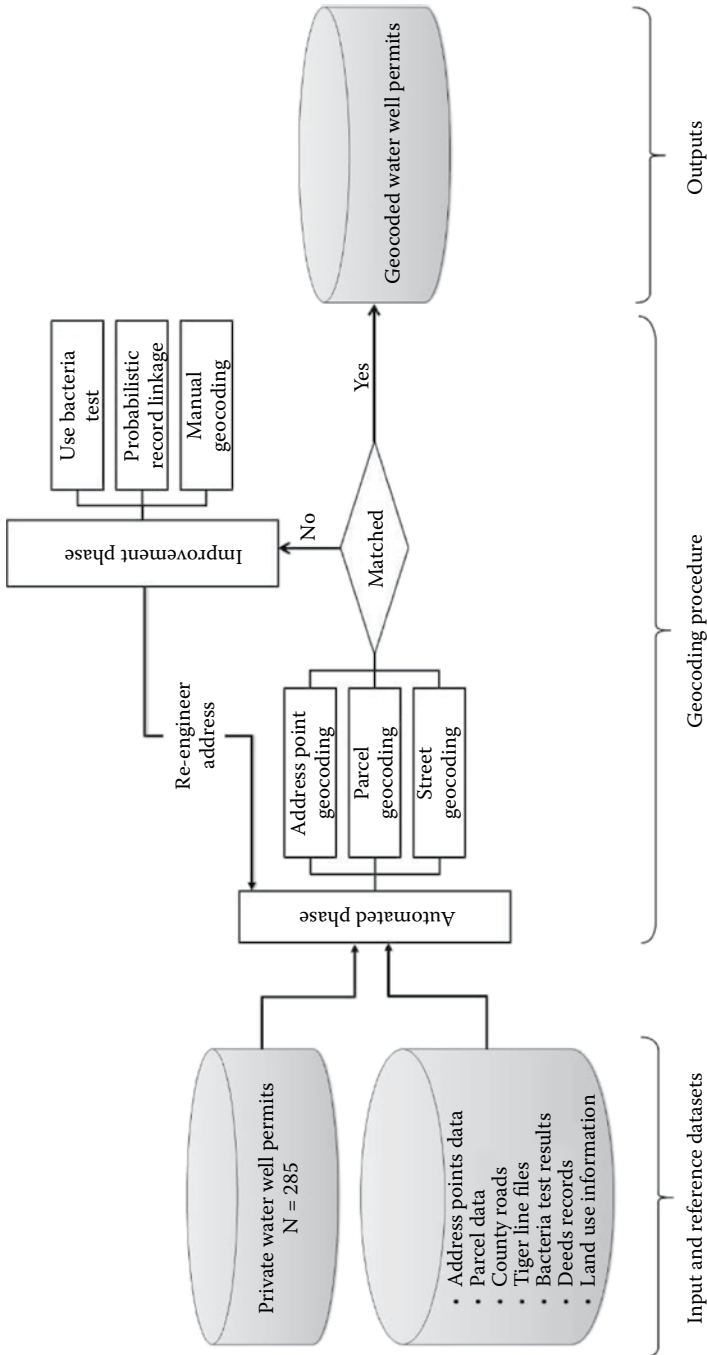 Private water well permits
N = 285
• Address points data
• Parcel data
• County roads
• Tiger line files
• Bacteria test results
• Deeds records
• Land use information
Input and reference datasets
Automated phase
Address point
geocoding
Parcel
geocoding
Street
geocoding
Re-engineer
address
Matched
No
Yes
Improvement phase
Use bacteria
test
Probabilistic
record linkage
Manual
geocoding
Geocoding procedure
Geocoded water well permits
Outputs